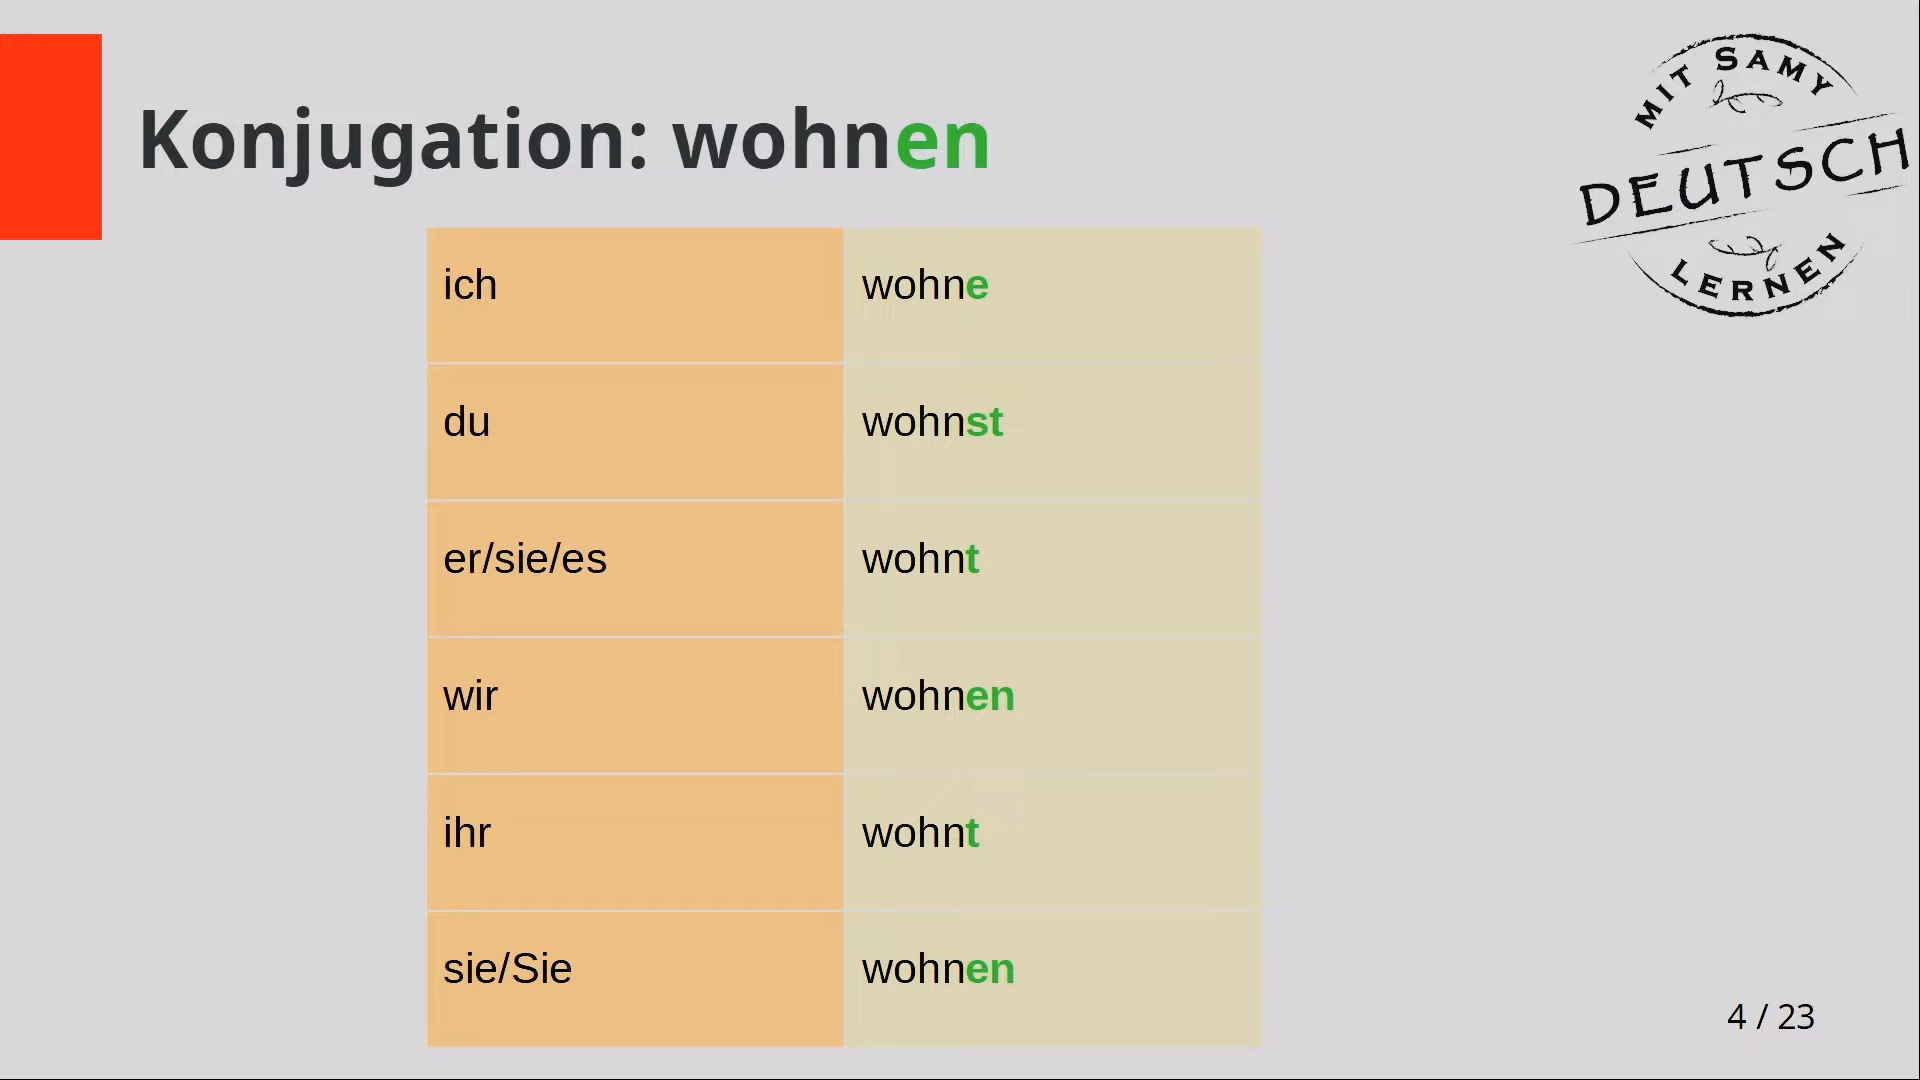 MIT SAMY
DEUTSCH
LERNEN
Konjugation: wohnen
ich wohne
du wohnst
er/sie/es wohnt
wir wohnen
ihr wohnt
sie/Sie wohnen
4 / 23